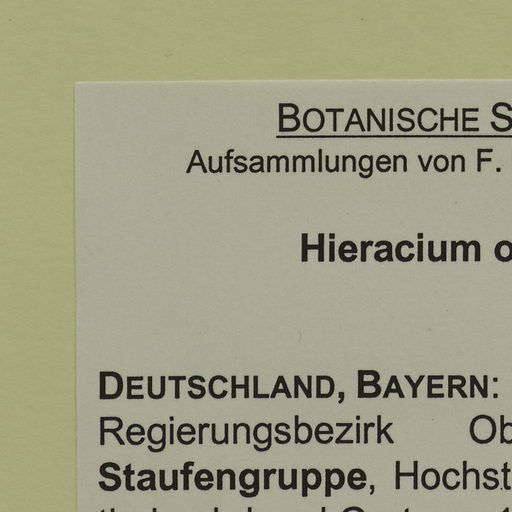 BOTANISCHE S
Aufsammlungen von F.
Hieracium o
DEUTSCHLAND, BAYERN:
Regierungsbezirk Ob
Staufengruppe, Hochst